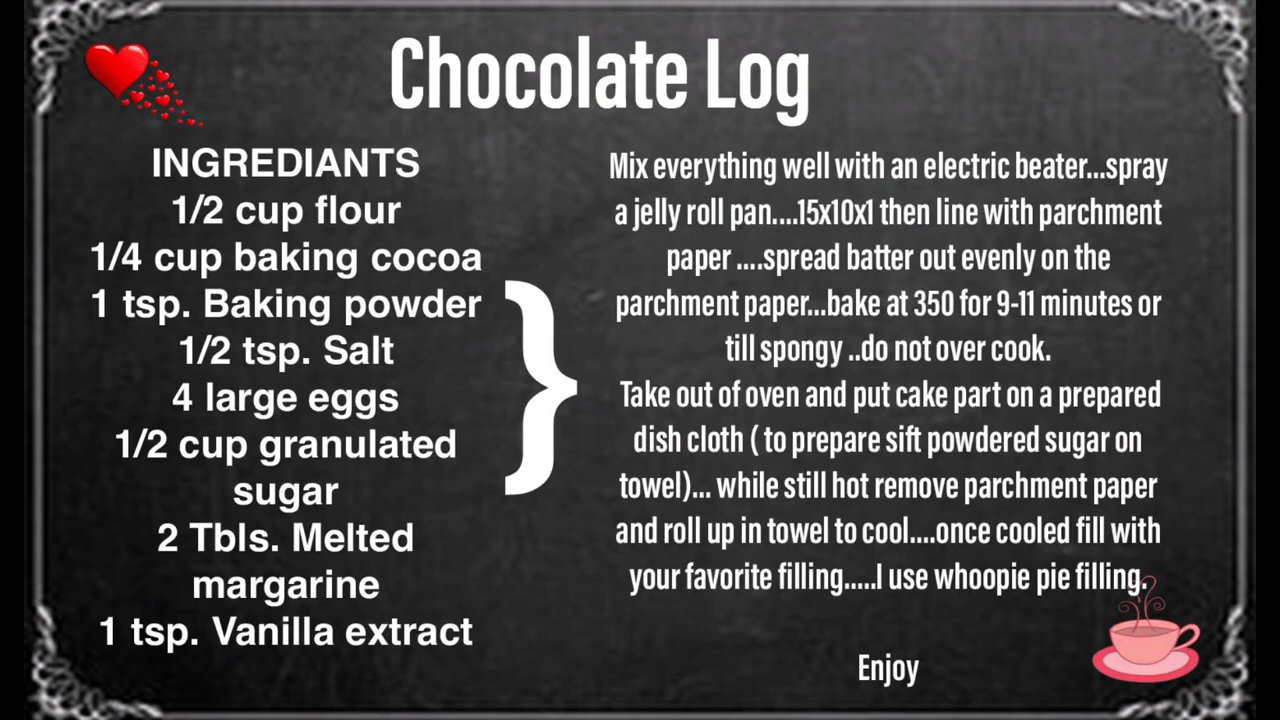 Chocolate Log
INGREDIANTS
1/2 cup flour
1/4 cup baking cocoa
1 tsp. Baking powder
1/2 tsp. Salt
4 large eggs
1/2 cup granulated
sugar
2 Tbls. Melted
margarine
1 tsp. Vanilla extract
}
Mix everything well with an electric beater...spray
a jelly roll pan....15x10x1 then line with parchment
paper ....spread batter out evenly on the
parchment paper...bake at 350 for 9-11 minutes or
till spongy ..do not over cook.
Take out of oven and put cake part on a prepared
dish cloth ( to prepare sift powdered sugar on
towel)... while still hot remove parchment paper
and roll up in towel to cool....once cooled fill with
your favorite filling.....I use whoopie pie filling.
Enjoy